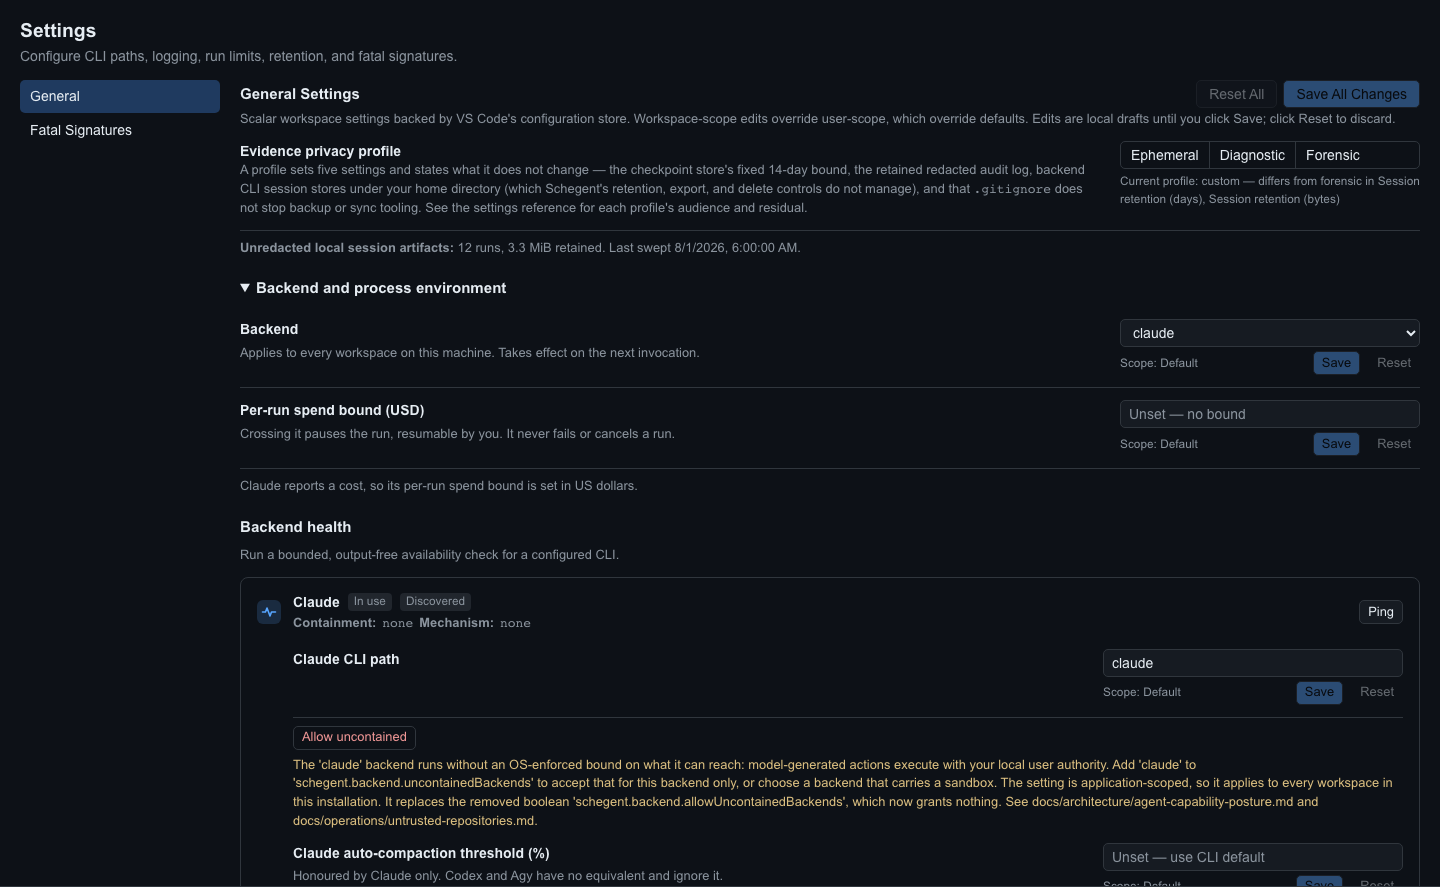 Settings
Configure CLI paths, logging, run limits, retention, and fatal signatures.
General
Fatal Signatures
General Settings
Reset All
Save All Changes
Scalar workspace settings backed by VS Code's configuration store. Workspace-scope edits override user-scope, which override defaults. Edits are local drafts until you click Save; click Reset to discard.
Evidence privacy profile
A profile sets five settings and states what it does not change — the checkpoint store's fixed 14-day bound, the retained redacted audit log, backend
CLI session stores under your home directory (which Schegent's retention, export, and delete controls do not manage), and that .gitignore does
not stop backup or sync tooling. See the settings reference for each profile's audience and residual.
Ephemeral
Diagnostic
Forensic
Current profile: custom — differs from forensic in Session
retention (days), Session retention (bytes)
Unredacted local session artifacts: 12 runs, 3.3 MiB retained. Last swept 8/1/2026, 6:00:00 AM.
Backend and process environment
Backend
Applies to every workspace on this machine. Takes effect on the next invocation.
claude
Scope: Default
Save
Reset
Per-run spend bound (USD)
Crossing it pauses the run, resumable by you. It never fails or cancels a run.
Unset — no bound
Scope: Default
Save
Reset
Claude reports a cost, so its per-run spend bound is set in US dollars.
Backend health
Run a bounded, output-free availability check for a configured CLI.
Claude
In use
Discovered
Containment: none Mechanism: none
Ping
Claude CLI path
claude
Scope: Default
Save
Reset
Allow uncontained
The 'claude' backend runs without an OS-enforced bound on what it can reach: model-generated actions execute with your local user authority. Add 'claude' to
'schegent.backend.uncontainedBackends' to accept that for this backend only, or choose a backend that carries a sandbox. The setting is application-scoped, so it applies to every workspace in
this installation. It replaces the removed boolean 'schegent.backend.allowUncontainedBackends', which now grants nothing. See docs/architecture/agent-capability-posture.md and
docs/operations/untrusted-repositories.md.
Claude auto-compaction threshold (%)
Honoured by Claude only. Codex and Agy have no equivalent and ignore it.
Unset — use CLI default
Scope: Default
Save
Reset